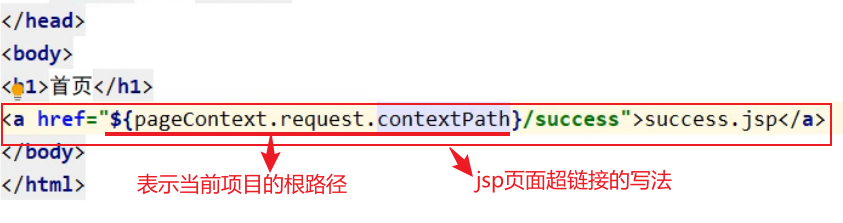 </head>
<body>
<h1>首页</h1>
<a href="${pageContext.request.contextPath}/success">success.jsp</a>
</body>
</html>
表示当前项目的根路径
jsp页面超链接的写法